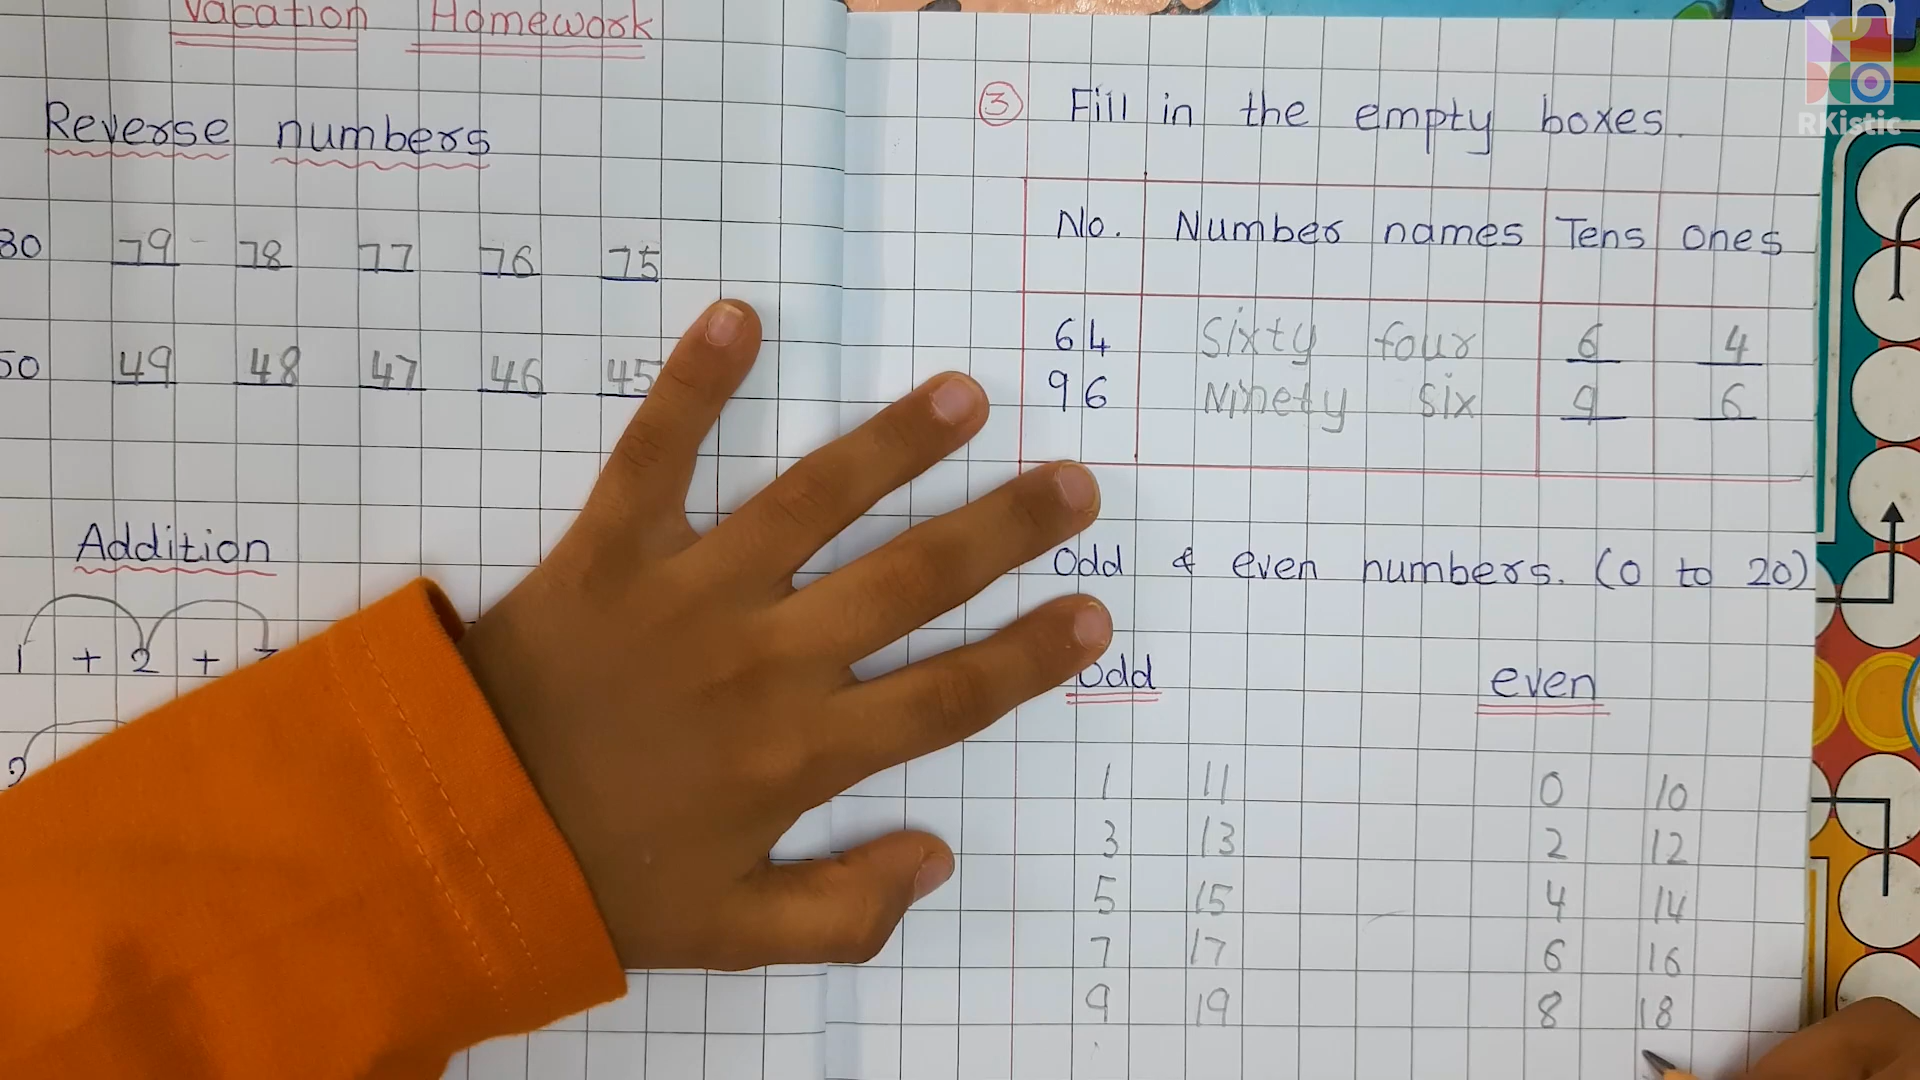 Vacation Homework
Reverse numbers
80 79 78 77 76 75
50 49 48 47 46 45
Addition
1 + 2 +
2
③ Fill in the empty boxes.
No. Number names Tens ones
64 Sixty four 6 4
96 Ninety six 9 6
Odd & even numbers. (0 to 20)
Odd even
1 11 0 10
3 13 2 12
5 15 4 14
7 17 6 16
9 19 8 18
RKistic